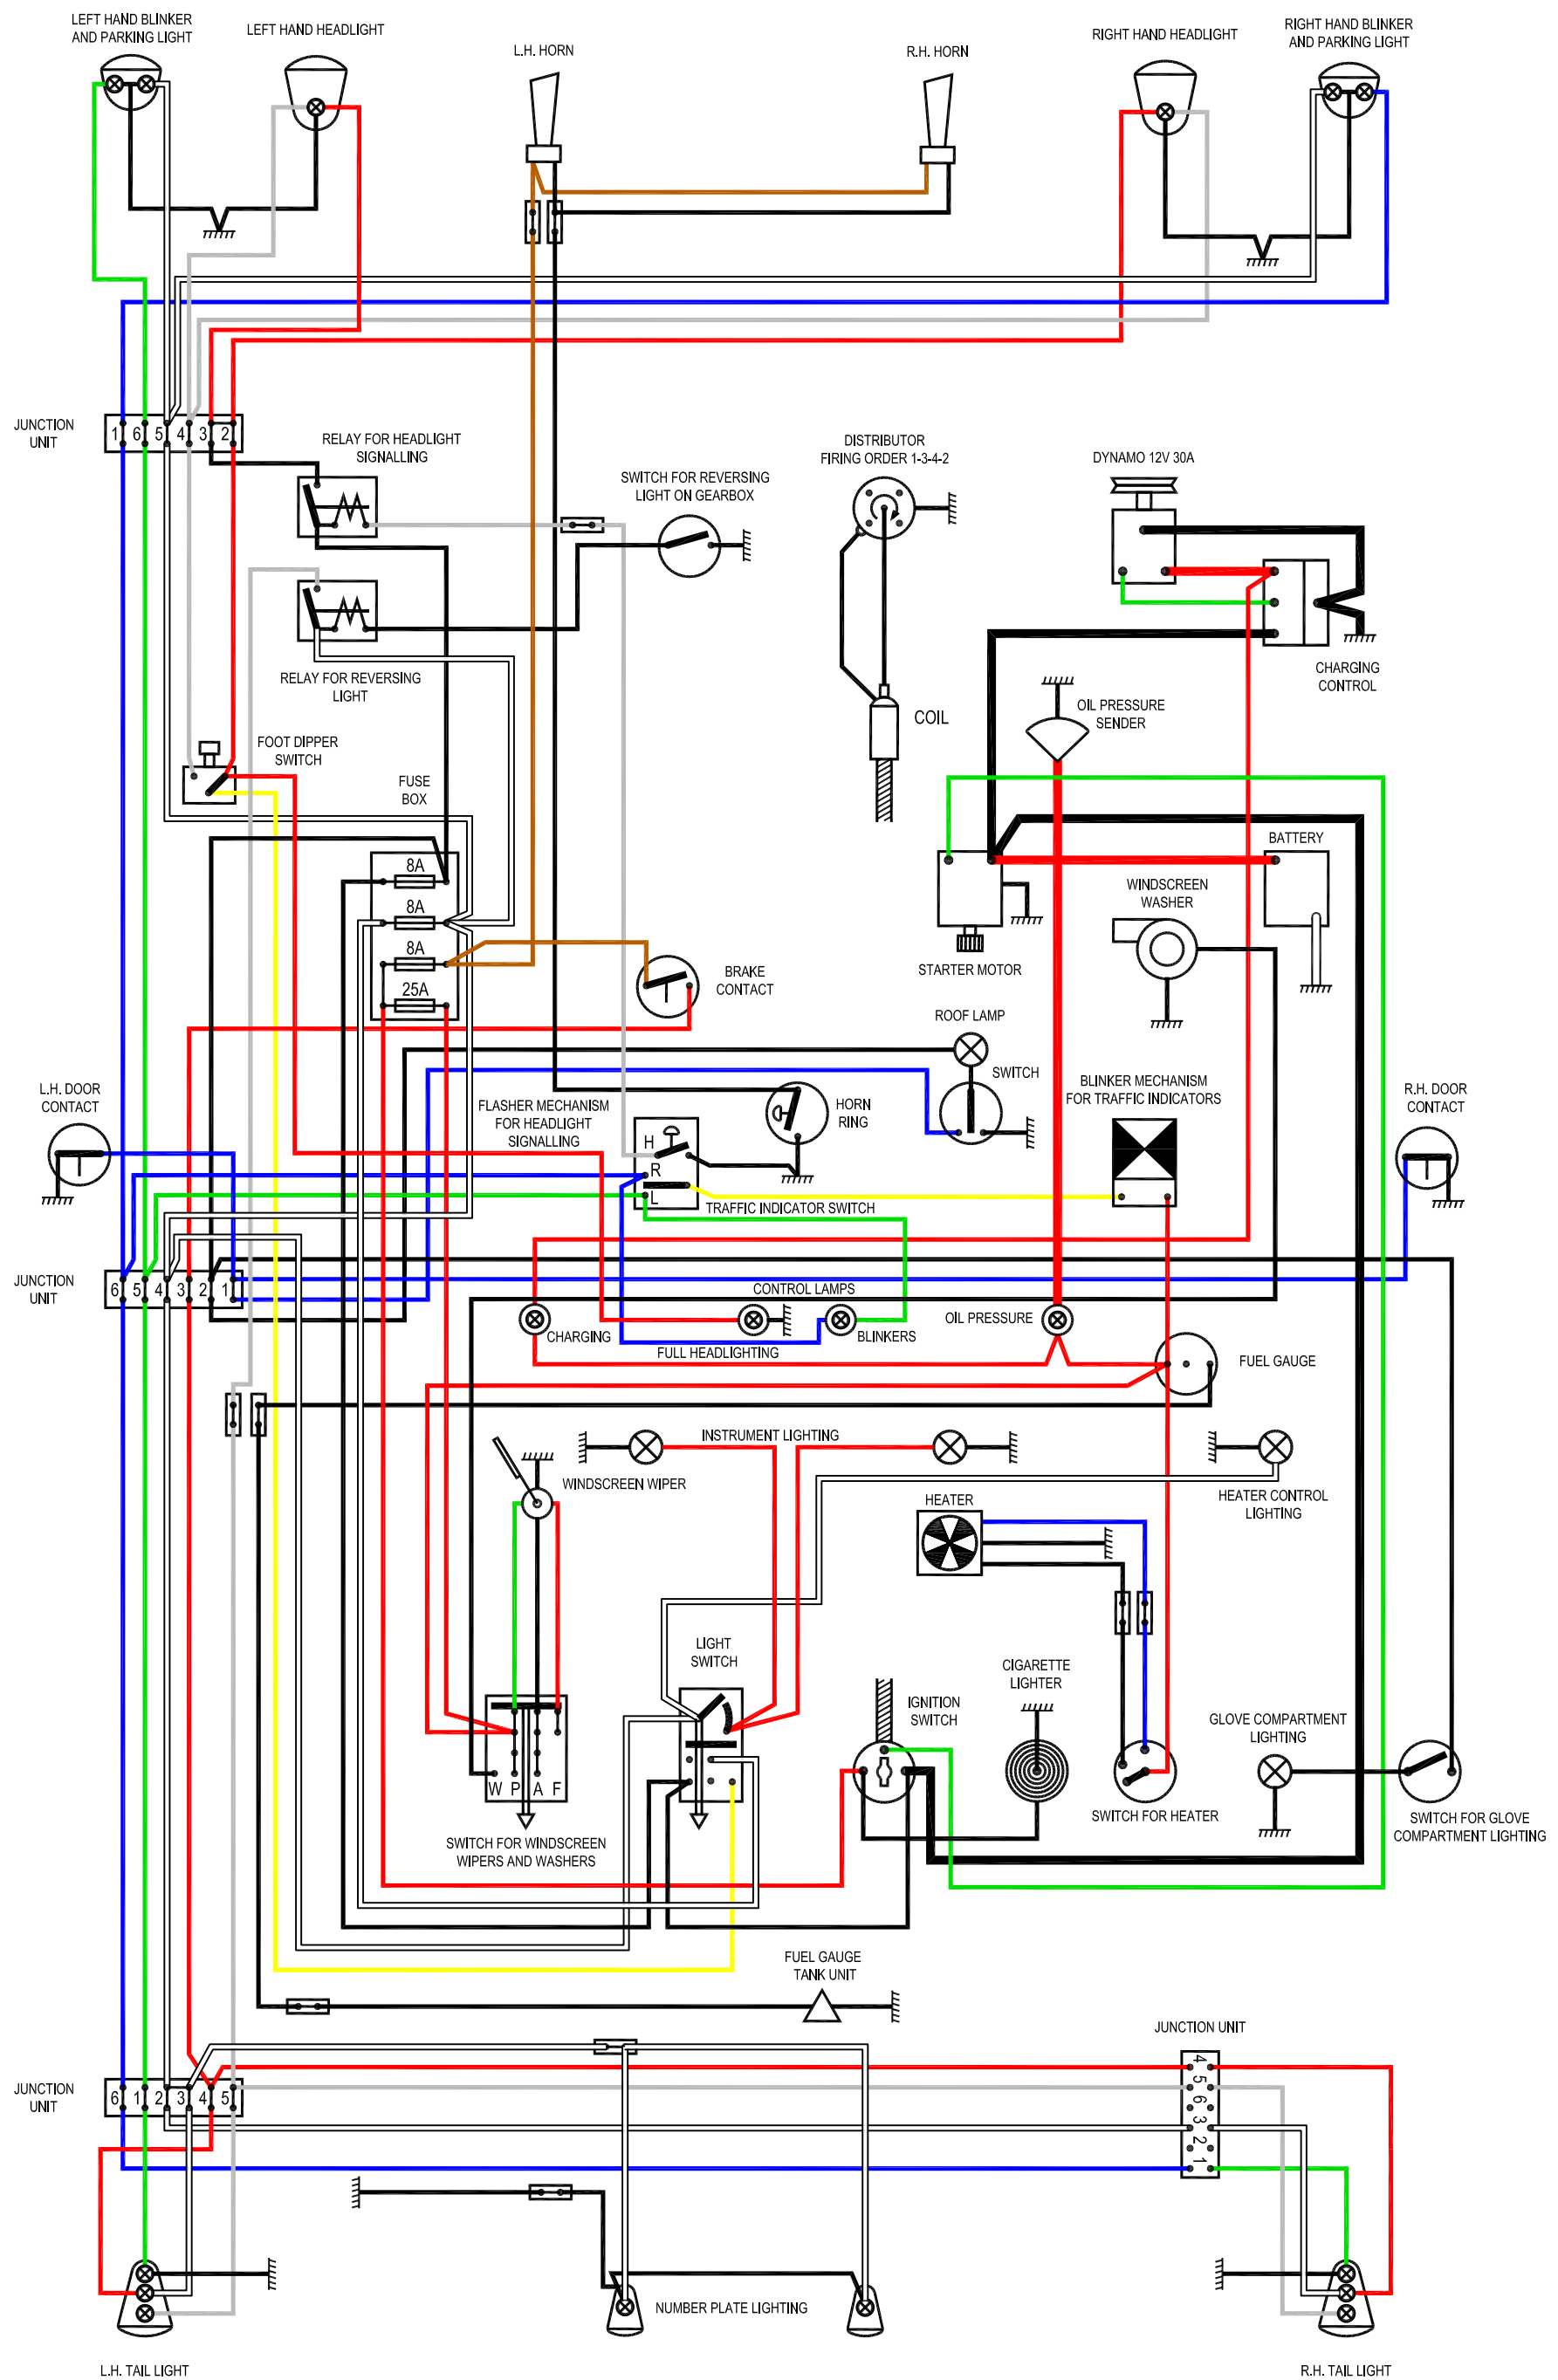 LEFT HAND BLINKER
AND PARKING LIGHT
LEFT HAND HEADLIGHT
L.H. HORN
R.H. HORN
RIGHT HAND HEADLIGHT
RIGHT HAND BLINKER
AND PARKING LIGHT
JUNCTION
UNIT
1 6 5 4 3 2
RELAY FOR HEADLIGHT
SIGNALLING
SWITCH FOR REVERSING
LIGHT ON GEARBOX
DISTRIBUTOR
FIRING ORDER 1-3-4-2
DYNAMO 12V 30A
RELAY FOR REVERSING
LIGHT
CHARGING
CONTROL
COIL
OIL PRESSURE
SENDER
FOOT DIPPER
SWITCH
FUSE
BOX
8A
8A
8A
25A
BATTERY
WINDSCREEN
WASHER
STARTER MOTOR
BRAKE
CONTACT
ROOF LAMP
SWITCH
L.H. DOOR
CONTACT
FLASHER MECHANISM
FOR HEADLIGHT
SIGNALLING
H
R
L
HORN
RING
BLINKER MECHANISM
FOR TRAFFIC INDICATORS
R.H. DOOR
CONTACT
TRAFFIC INDICATOR SWITCH
JUNCTION
UNIT
6 5 4 3 2 1
CONTROL LAMPS
CHARGING
FULL HEADLIGHTING
BLINKERS
OIL PRESSURE
FUEL GAUGE
INSTRUMENT LIGHTING
WINDSCREEN WIPER
HEATER
HEATER CONTROL
LIGHTING
LIGHT
SWITCH
IGNITION
SWITCH
CIGARETTE
LIGHTER
GLOVE COMPARTMENT
LIGHTING
W P A F
SWITCH FOR WINDSCREEN
WIPERS AND WASHERS
SWITCH FOR HEATER
SWITCH FOR GLOVE
COMPARTMENT LIGHTING
FUEL GAUGE
TANK UNIT
JUNCTION UNIT
4
5
6
3
2
1
JUNCTION
UNIT
6 1 2 3 4 5
NUMBER PLATE LIGHTING
L.H. TAIL LIGHT
R.H. TAIL LIGHT